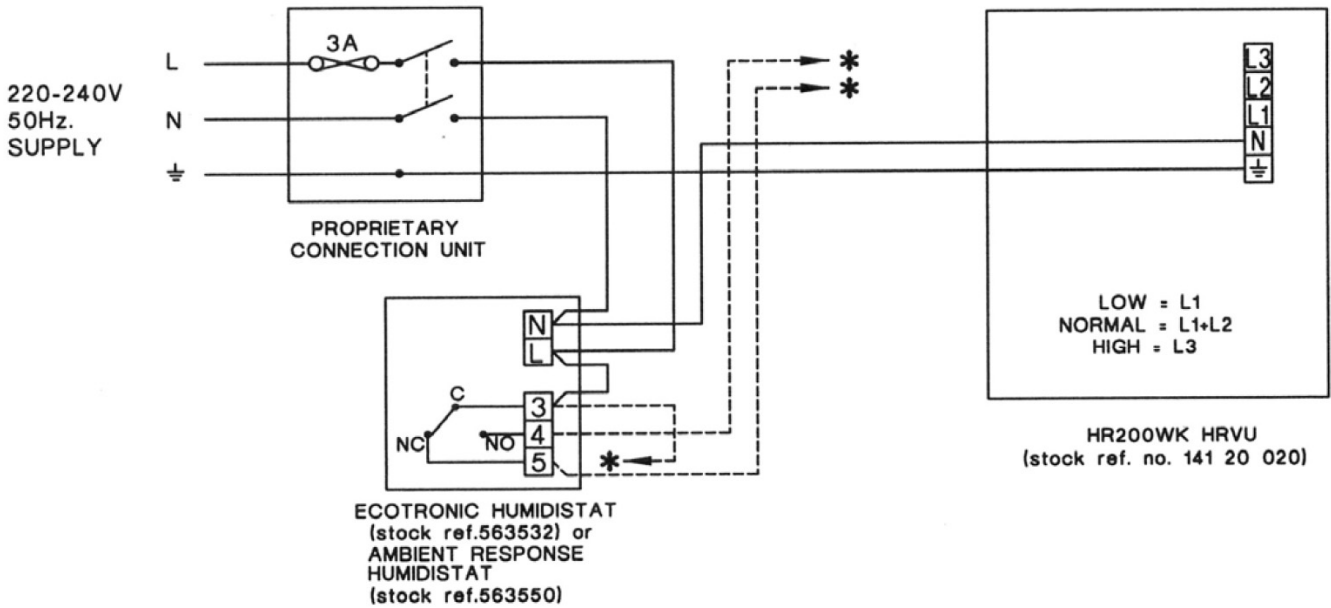 3A
L
220-240V
50Hz.
SUPPLY
N
⏚
PROPRIETARY
CONNECTION UNIT
*
*
L3
L2
L1
N
⏚
LOW = L1
NORMAL = L1+L2
HIGH = L3
HR200WK HRVU
(stock ref. no. 141 20 020)
N
L
C
3
NC
NO
4
5
*
ECOTRONIC HUMIDISTAT
(stock ref.563532) or
AMBIENT RESPONSE
HUMIDISTAT
(stock ref.563550)